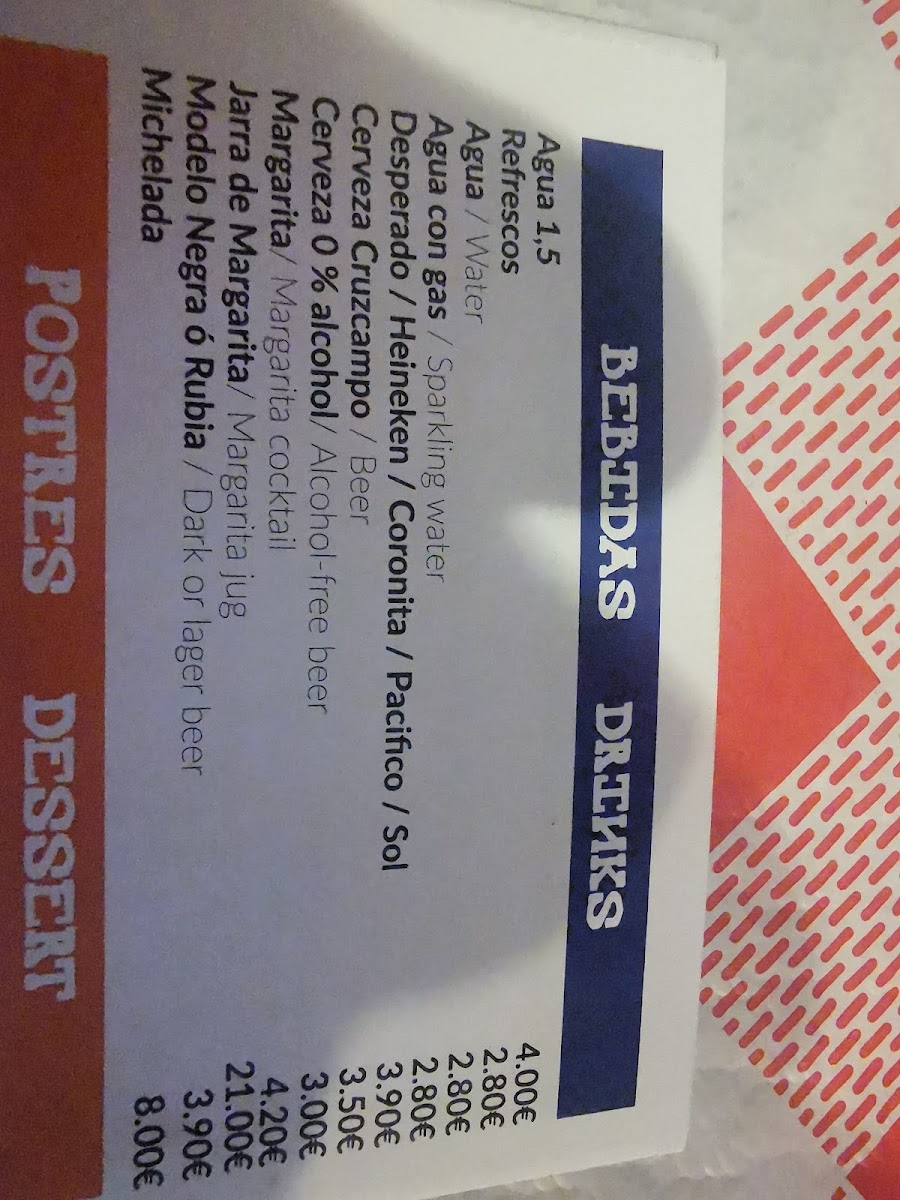 BEBIDAS DRINKS
Agua 1,5 4.00€
Refrescos 2.80€
Agua / Water 2.80€
Agua con gas / Sparkling water 2.80€
Desperado / Heineken / Coronita / Pacifico / Sol 3.90€
Cerveza Cruzcampo / Beer 3.50€
Cerveza 0 % alcohol/ Alcohol-free beer 3.00€
Margarita/ Margarita cocktail 4.20€
Jarra de Margarita/ Margarita jug 21.00€
Modelo Negra ó Rubia / Dark or lager beer 3.90€
Michelada 8.00€
POSTRES DESSERT